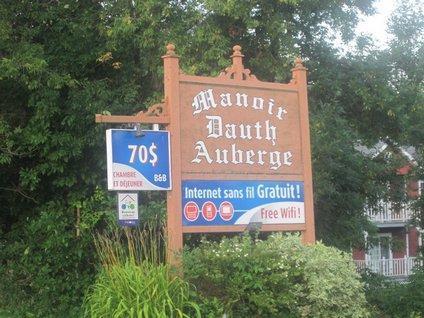 Manoir
Dauth
Auberge
70$
CHAMBRE
ET DÉJEUNER
B&B
Internet sans fil Gratuit!
Free Wifi!